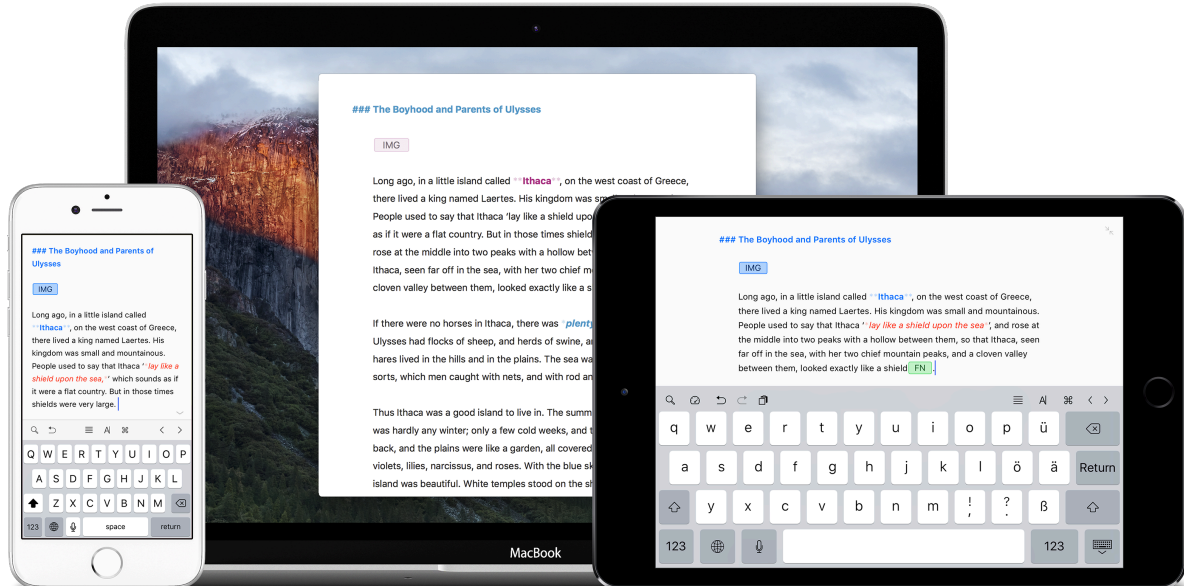 ### The Boyhood and Parents of Ulysses
IMG
Long ago, in a little island called **Ithaca**, on the west coast of Greece,
there lived a king named Laertes. His kingdom was
People used to say that Ithaca ‘lay like a shield
as if it were a flat country. But in those times shield
rose at the middle into two peaks with a hollow
Ithaca, seen far off in the sea, with her two chief
cloven valley between them, looked exactly like a
If there were no horses in Ithaca, there was *plenty
Ulysses had flocks of sheep, and herds of swine,
hares lived in the hills and in the plains. The sea
sorts, which men caught with nets, and with rod
Thus Ithaca was a good island to live in. The
was hardly any winter; only a few cold weeks, and
back, and the plains were like a garden, all covered
violets, lilies, narcissus, and roses. With the blue
island was beautiful. White temples stood on the
MacBook
### The Boyhood and Parents of
Ulysses
IMG
Long ago, in a little island called
**Ithaca**, on the west coast of Greece,
there lived a king named Laertes. His
kingdom was small and mountainous.
People used to say that Ithaca ‘*lay like a
shield upon the sea,*’ which sounds as if
it were a flat country. But in those times
shields were very large.
Q W E R T Y U I O P
A S D F G H J K L
Z X C V B N M
123 space return
### The Boyhood and Parents of Ulysses
IMG
Long ago, in a little island called **Ithaca**, on the west coast of Greece,
there lived a king named Laertes. His kingdom was small and mountainous.
People used to say that Ithaca ‘*lay like a shield upon the sea*’, and rose at
the middle into two peaks with a hollow between them, so that Ithaca, seen
far off in the sea, with her two chief mountain peaks, and a cloven valley
between them, looked exactly like a shield FN .
q w e r t y u i o p ü
a s d f g h j k l ö ä Return
y x c v b n m ! , ? . ß
123 123